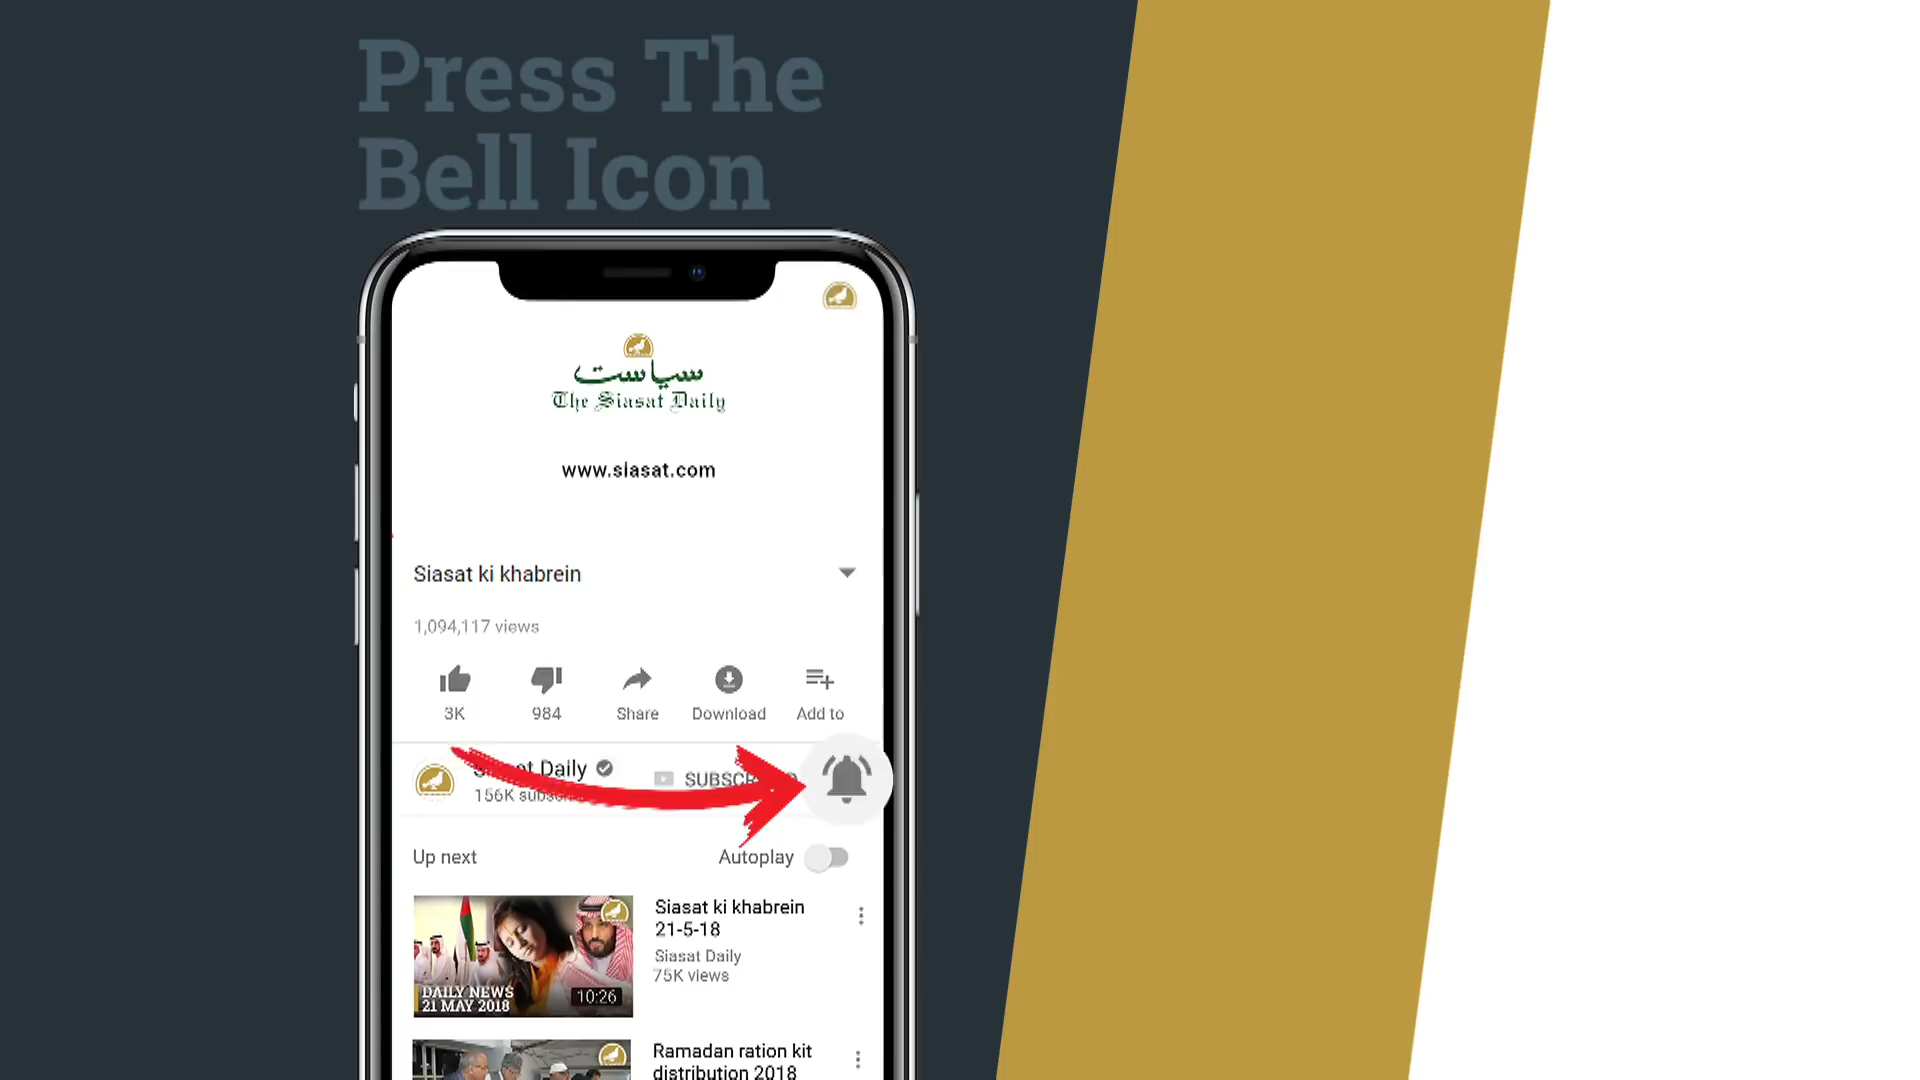 Press The
Bell Icon
سیاست
The Siasat Daily
www.siasat.com
Siasat ki khabrein
1,094,117 views
3K
984
Share
Download
Add to
Daily
156K
Up next
Autoplay
Siasat ki khabrein
21-5-18
Siasat Daily
75K views
DAILY NEWS
21 MAY 2018
10:26
Ramadan ration kit
distribution 2018